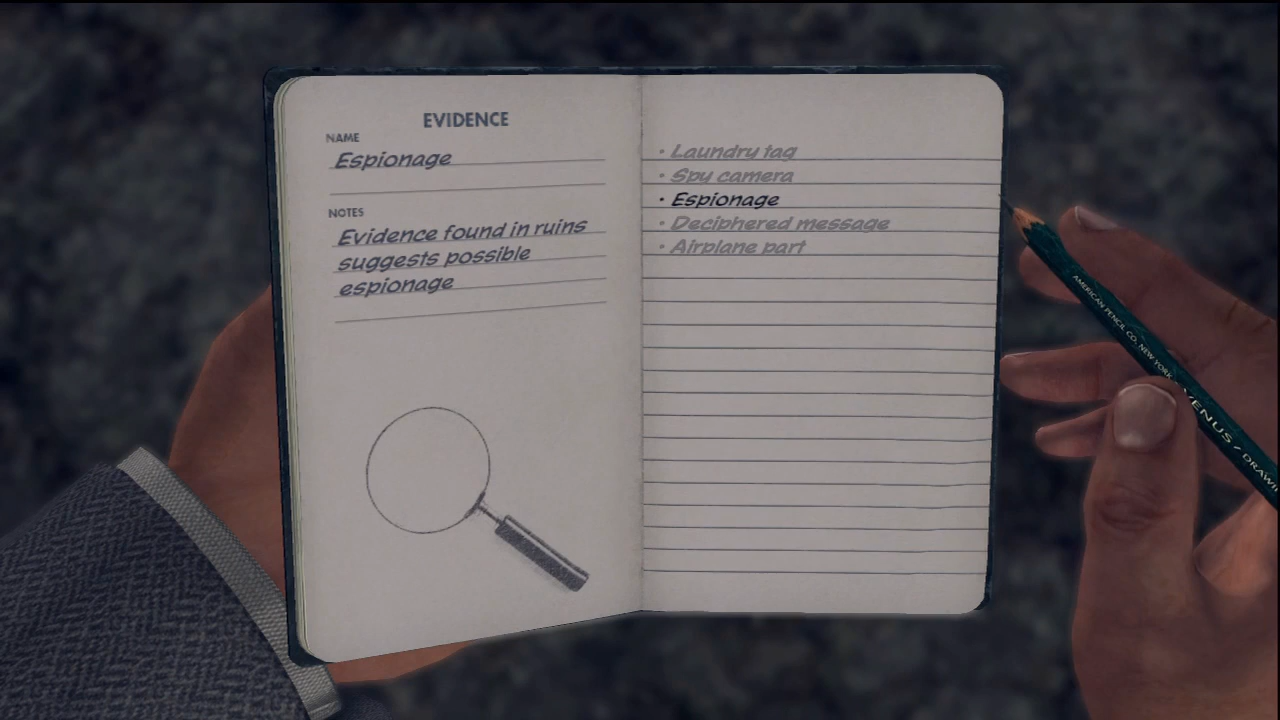 EVIDENCE
NAME
Espionage
NOTES
Evidence found in ruins
suggests possible
espionage
• Laundry tag
• Spy camera
• Espionage
• Deciphered message
• Airplane part
AMERICAN PENCIL CO. NEW YORK
VENUS / DRAWI